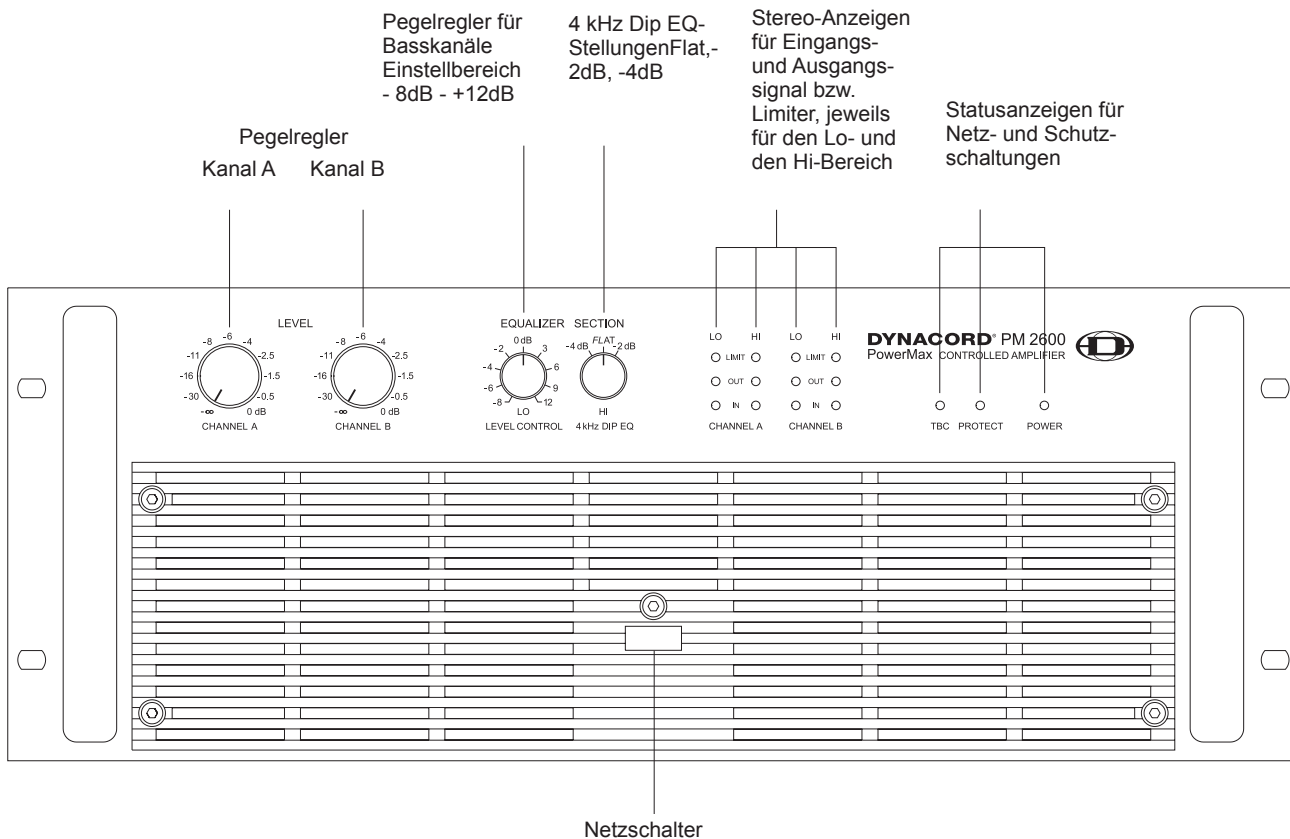 Pegelregler für
Basskanäle
Einstellbereich
- 8dB - +12dB
4 kHz Dip EQ-
StellungenFlat,-
2dB, -4dB
Stereo-Anzeigen
für Eingangs-
und Ausgangs-
signal bzw.
Limiter, jeweils
für den Lo- und
den Hi-Bereich
Statusanzeigen für
Netz- und Schutz-
schaltungen
Pegelregler
Kanal A Kanal B
LEVEL
-∞ -30 -16 -11 -8 -6 -4 -2.5 -1.5 -0.5 0 dB
CHANNEL A
-∞ -30 -16 -11 -8 -6 -4 -2.5 -1.5 -0.5 0 dB
CHANNEL B
EQUALIZER SECTION
-8 -6 -4 -2 0 dB 3 6 9 12
LO
LEVEL CONTROL
-4 dB FLAT -2 dB
HI
4 kHz DIP EQ
LO HI LO HI
LIMIT LIMIT
OUT OUT
IN IN
CHANNEL A CHANNEL B
DYNACORD® PM 2600
PowerMax CONTROLLED AMPLIFIER
D
TBC PROTECT POWER
Netzschalter